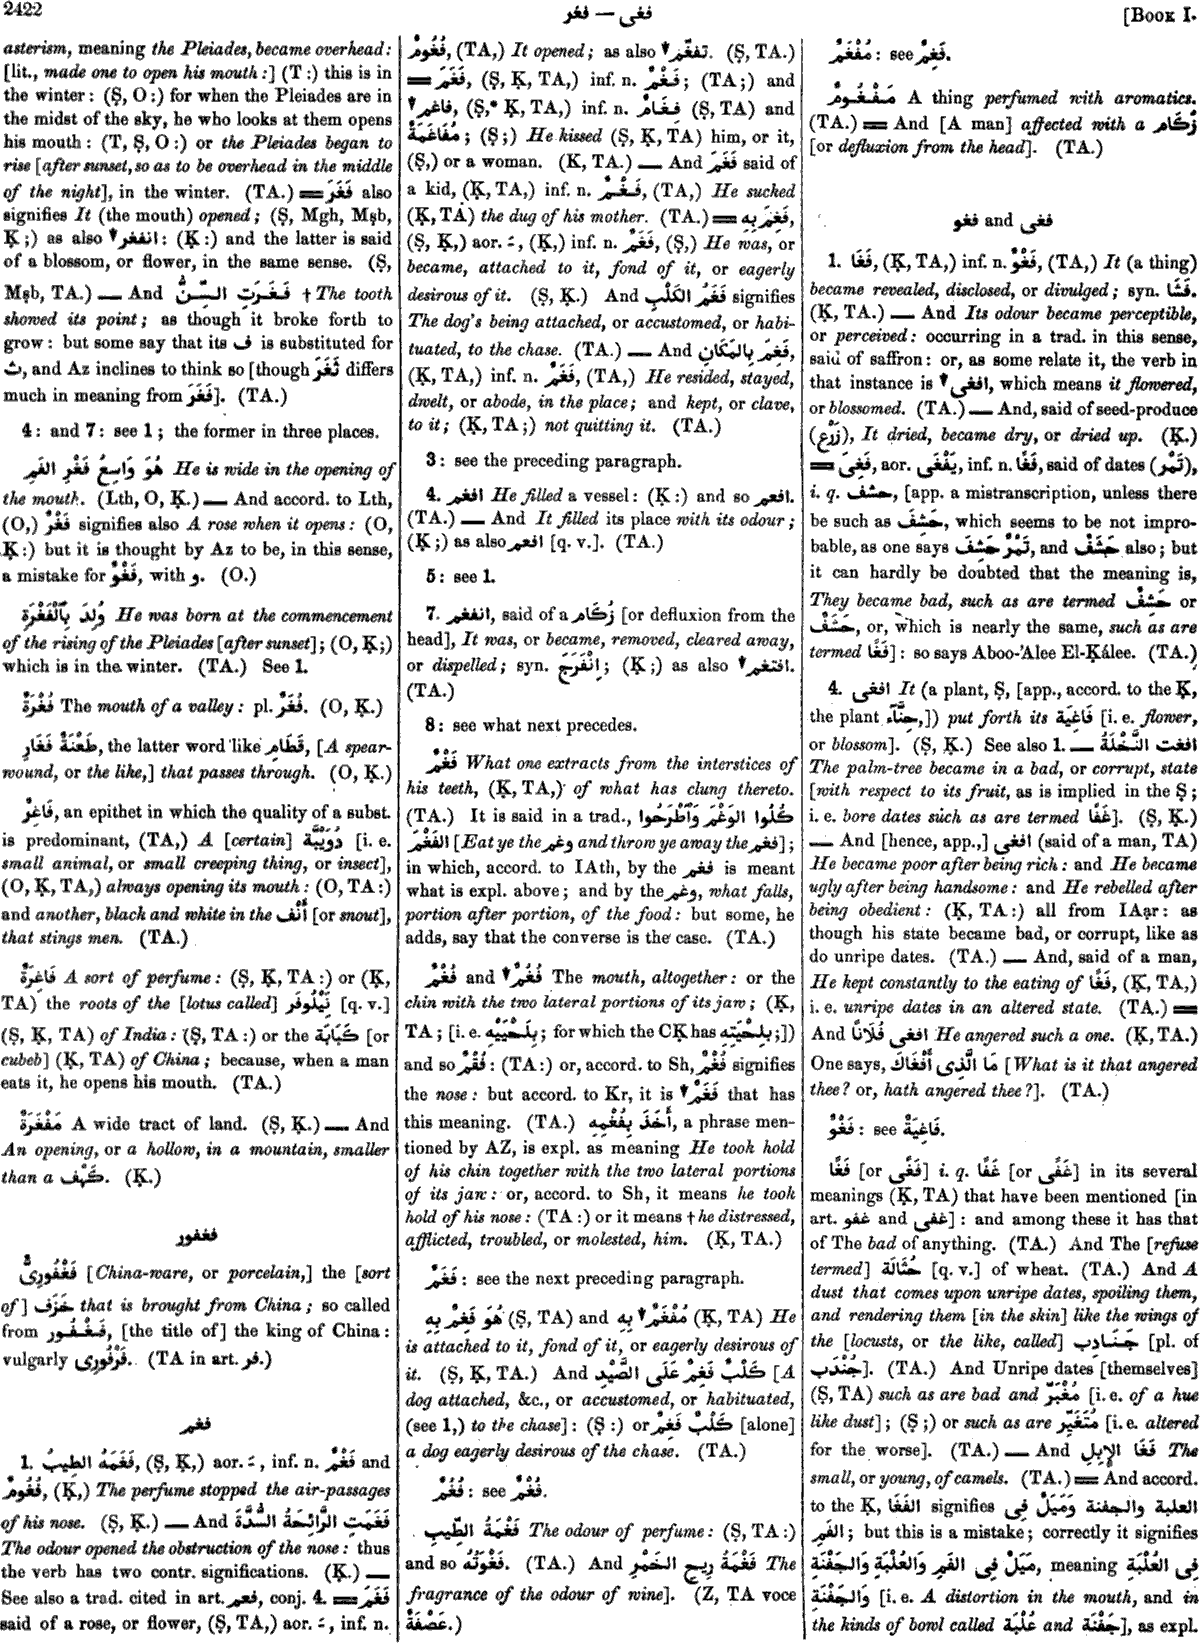 2422
فغى — فغر
[BOOK I.
asterism, meaning the Pleiades, became overhead:
[lit., made one to open his mouth:] (T:) this is in
the winter: (Ṣ, O:) for when the Pleiades are in
the midst of the sky, he who looks at them opens
his mouth: (T, Ṣ, O:) or the Pleiades began to
rise [after sunset, so as to be overhead in the middle
of the night], in the winter. (TA.) ═ فَغَرَ also
signifies It (the mouth) opened; (Ṣ, Mgh, Mṣb,
Ḳ;) as also ▼ انفغر: (Ḳ:) and the latter is said
of a blossom, or flower, in the same sense. (Ṣ,
Mṣb, TA.) — And فَغَرَتِ السِّنُّ † The tooth
showed its point; as though it broke forth to
grow: but some say that its ف is substituted for
ث, and Az inclines to think so [though ثَغَرَ differs
much in meaning from فَغَرَ]. (TA.)
4: and 7: see 1; the former in three places.
هُوَ وَاسِعُ فَغْرِ الفَمِ He is wide in the opening of
the mouth. (Lth, O, Ḳ.) — And accord. to Lth,
(O,) فَغْرٌ signifies also A rose when it opens: (O,
Ḳ:) but it is thought by Az to be, in this sense,
a mistake for فَغْوٌ, with و. (O.)
وُلِدَ بِٱلْفَغْرَةِ He was born at the commencement
of the rising of the Pleiades [after sunset]; (O, Ḳ;)
which is in the winter. (TA.) See 1.
فُغْرَةٌ The mouth of a valley: pl. فُغَرٌ. (O, Ḳ.)
طَعْنَةٌ فَغَارِ, the latter word like قَطَامِ, [A spear-
wound, or the like,] that passes through. (O, Ḳ.)
فَاغِرٌ, an epithet in which the quality of a subst.
is predominant, (TA,) A [certain] دُوَيْبَّة [i. e.
small animal, or small creeping thing, or insect],
(O, Ḳ, TA,) always opening its mouth: (O, TA:)
and another, black and white in the أَنْف [or snout],
that stings men. (TA.)
فَاغِرَةٌ A sort of perfume: (Ṣ, Ḳ, TA:) or (Ḳ,
TA) the roots of the [lotus called] نَيْلُوفَر [q. v.]
(Ṣ, Ḳ, TA) of India: (Ṣ, TA:) or the كَبَابَة [or
cubeb] (Ḳ, TA) of China; because, when a man
eats it, he opens his mouth. (TA.)
مَفْغَرَةٌ A wide tract of land. (Ṣ, Ḳ.) — And
An opening, or a hollow, in a mountain, smaller
than a كَهْف. (Ḳ.)
فغفور
فَغْفُورِىٌّ [China-ware, or porcelain,] the [sort
of] خَزَف that is brought from China; so called
from فَغْفُور, [the title of] the king of China:
vulgarly فَرْفُورِى. (TA in art. فر.)
فغم
1. فَغَمَهُ الطِّيبُ, (Ṣ, Ḳ,) aor. ـَ, inf. n. فَغْمٌ and
فُغُومٌ, (Ḳ,) The perfume stopped the air-passages
of his nose. (Ṣ, Ḳ.) — And فَغَمَتِ الرَّائِحَةُ السُّدَّةَ
The odour opened the obstruction of the nose: thus
the verb has two contr. significations. (Ḳ.) —
See also a trad. cited in art. فعم, conj. 4. ═ فَغَمَ
said of a rose, or flower, (Ṣ, TA,) aor. ـَ, inf. n.
فُغُومٌ, (TA,) It opened; as also ▼ تفغّم. (Ṣ, TA.)
═ فَغَمَ, (Ṣ, Ḳ, TA,) inf. n. فَغْمٌ; (TA;) and
▼ فاغم, (Ṣ,* Ḳ, TA,) inf. n. فِغَامٌ (Ṣ, TA) and
مُفَاغَمَةٌ; (Ṣ;) He kissed (Ṣ, Ḳ, TA) him, or it,
(Ṣ,) or a woman. (K, TA.) — And فَغَمَ said of
a kid, (Ḳ, TA,) inf. n. فَغْمٌ, (TA,) He sucked
(Ḳ, TA) the dug of his mother. (TA.) ═ فَغِمَ بِهِ,
(Ṣ, Ḳ,) aor. ـَ, (Ḳ,) inf. n. فَغَمٌ, (Ṣ,) He was, or
became, attached to it, fond of it, or eagerly
desirous of it. (Ṣ, Ḳ.) And فَغَمُ الكَلْبِ signifies
The dog's being attached, or accustomed, or habi-
tuated, to the chase. (TA.) — And فَغِمَ بِالمَكَانِ,
(Ḳ, TA,) inf. n. فَغَمٌ, (TA,) He resided, stayed,
dwelt, or abode, in the place; and kept, or clave,
to it; (Ḳ, TA;) not quitting it. (TA.)
3: see the preceding paragraph.
4. افغم He filled a vessel: (Ḳ:) and so افعم.
(TA.) — And It filled its place with its odour;
(Ḳ;) as also افعم [q. v.]. (TA.)
5: see 1.
7. انفغم, said of a زُكَام [or defluxion from the
head], It was, or became, removed, cleared away,
or dispelled; syn. اِنْفَرَجَ; (Ḳ;) as also ▼ افتغم.
(TA.)
8: see what next precedes.
فَغْمٌ What one extracts from the interstices of
his teeth, (Ḳ, TA,) of what has clung thereto.
(TA.) It is said in a trad., كُلُوا الوَغْمَ وَٱطْرَحُوا
الفَغْمَ [Eat ye the وغم and throw ye away the فغم];
in which, accord. to IAth, by the فغم is meant
what is expl. above; and by the وغم, what falls,
portion after portion, of the food: but some, he
adds, say that the converse is the case. (TA.)
فُغْمٌ and ▼ فُغُمٌ The mouth, altogether: or the
chin with the two lateral portions of its jaw; (Ḳ,
TA; [i. e. بِلَحْيَيْهِ; for which the CḲ has بِلِحْيَتِهِ;])
and so فُقْمٌ: (TA:) or, accord. to Sh, فُغْمٌ signifies
the nose: but accord. to Kr, it is ▼ فَغَمٌ that has
this meaning. (TA.) أَخَذَ بِفُغْمِهِ, a phrase men-
tioned by AZ, is expl. as meaning He took hold
of his chin together with the two lateral portions
of its jaw: or, accord. to Sh, it means he took
hold of his nose: (TA:) or it means † he distressed,
afflicted, troubled, or molested, him. (Ḳ, TA.)
فَغَمٌ: see the next preceding paragraph.
هُوَ فَغِمٌ بِهِ (Ṣ, TA) and ▼ مُفْغَمٌ بِهِ (Ḳ, TA) He
is attached to it, fond of it, or eagerly desirous of
it. (Ṣ, Ḳ, TA.) And كَلْبٌ فَغِمٌ عَلَى الصَّيْدِ [A
dog attached, &c., or accustomed, or habituated,
(see 1,) to the chase]: (Ṣ:) or كَلْبٌ فَغِمٌ [alone]
a dog eagerly desirous of the chase. (TA.)
فُغُمٌ: see فُغْمٌ.
فَغْمَةُ الطِّيبِ The odour of perfume: (Ṣ, TA:)
and so فَغْوَتُهُ. (TA.) And فَغْمَةُ رِيحِ الخَمْرِ The
fragrance of the odour of wine]. (Z, TA voce
عَصْفَةٌ.)
مُفْغَمٌ: see فَغِمٌ.
مَفْغُومٌ A thing perfumed with aromatics.
(TA.) ═ And [A man] affected with a زُكَام
[or defluxion from the head]. (TA.)
فغو and فغى
1. فَغَا, (Ḳ, TA,) inf. n. فَغْوٌ, (TA,) It (a thing)
became revealed, disclosed, or divulged; syn. فَشَا.
(Ḳ, TA.) — And Its odour became perceptible,
or perceived: occurring in a trad. in this sense,
said of saffron: or, as some relate it, the verb in
that instance is ▼ افغى, which means it flowered,
or blossomed. (TA.) — And, said of seed-produce
(زَرْع), It dried, became dry, or dried up. (Ḳ.)
═ فَغِىَ, aor. يَفْغَى, inf. n. فَغًا, said of dates (تَمْر),
i. q. حشف, [app. a mistranscription, unless there
be such as حَشِفَ, which seems to be not impro-
bable, as one says تَمْرٌ حَشِفٌ, and حَشَفٌ also; but
it can hardly be doubted that the meaning is,
They became bad, such as are termed حَشِفٌ or
حَشَفٌ, or, which is nearly the same, such as are
termed فَغًا]: so says Aboo-'Alee El-Ḳálee. (TA.)
4. افغى It (a plant, Ṣ, [app., accord. to the Ḳ,
the plant حِنَّآء,]) put forth its فَاغِيَة [i. e. flower,
or blossom]. (Ṣ, Ḳ.) See also 1. — افغت النَّخْلَةُ
The palm-tree became in a bad, or corrupt, state
[with respect to its fruit, as is implied in the Ṣ;
i. e. bore dates such as are termed غَفًا]. (Ṣ, Ḳ.)
— And [hence, app.,] افغى (said of a man, TA)
He became poor after being rich: and He became
ugly after being handsome: and He rebelled after
being obedient: (Ḳ, TA:) all from IAạr: as
though his state became bad, or corrupt, like as
do unripe dates. (TA.) — And, said of a man,
He kept constantly to the eating of فَغًا, (Ḳ, TA,)
i. e. unripe dates in an altered state. (TA.) ═
And افغى فُلَانًا He angered such a one. (Ḳ, TA.)
One says, مَا الَّذِى أَفْغَاكَ [What is it that angered
thee? or, hath angered thee?]. (TA.)
فَغْوٌ: see فَاغِيَةٌ.
فَغًا [or فَغًى] i. q. غَفًا [or غَفًى] in its several
meanings (Ḳ, TA) that have been mentioned [in
art. غفو and غفى]: and among these it has that
of The bad of anything. (TA.) And The [refuse
termed] حُثَالَة [q. v.] of wheat. (TA.) And A
dust that comes upon unripe dates, spoiling them,
and rendering them [in the skin] like the wings of
the [locusts, or the like, called] جَنَادِب [pl. of
جُنْدَب]. (TA.) And Unripe dates [themselves]
(Ṣ, TA) such as are bad and مُغْبَرّ [i. e. of a hue
like dust]; (Ṣ;) or such as are مُتَغَيِّر [i. e. altered
for the worse]. (TA.) — And فَغَا الإِبِلِ The
small, or young, of camels. (TA.) ═ And accord.
to the Ḳ, الفَغَا signifies العلبة والجفنة وَمَيَلٌ فِى
الفَمِ; but this is a mistake; correctly it signifies
مَيَلٌ فِى الفَمِ وَالعُلْبَةِ وَالجَفْنَةِ, meaning فِى العُلْبَةِ
وَالجَفْنَةِ [i. e. A distortion in the mouth, and in
the kinds of bowl called عُلْبَة and جَفْنَة], as expl.